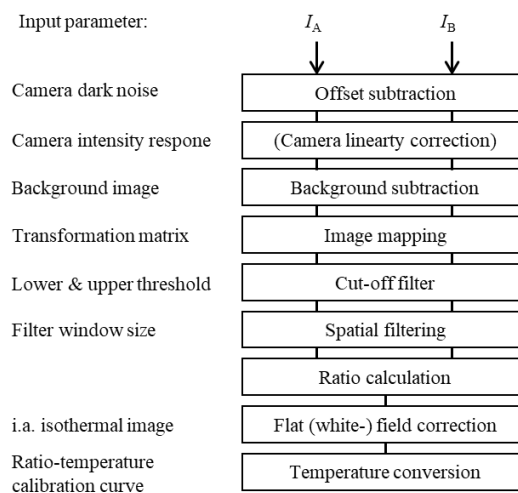 Input parameter: I_A I_B
Camera dark noise Offset subtraction
Camera intensity respone (Camera linearty correction)
Background image Background subtraction
Transformation matrix Image mapping
Lower & upper threshold Cut-off filter
Filter window size Spatial filtering
Ratio calculation
i.a. isothermal image Flat (white-) field correction
Ratio-temperature
calibration curve Temperature conversion